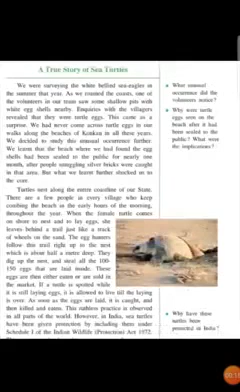 A True Story of Sea Turtles
We were surveying the white bellied sea-eagles in
the summer that year. As we roamed the coasts, one of
the volunteers in our team saw some shallow pits with
white egg shells nearby. Enquiries with the villagers
revealed that they were turtle eggs. This came as a
surprise. We had never come across turtle eggs in our
walks along the beaches of Konkan in all these years.
We decided to study this unusual occurrence further.
We learnt that the beach where we had found the egg
shells had been sealed to the public for nearly one
month, after people smuggling silver bricks were caught
in that area. But what we learnt further shocked us to
the core.
Turtles nest along the entire coastline of our State.
There are a few people in every village who keep
combing the beach in the early hours of the morning,
throughout the year. When the female turtle comes
on shore to nest and to lay eggs, she
leaves behind a trail just like a track
of wheels on the sand. The egg hunters
follow this trail right up to the nest
which is about half a metre deep. They
dig up the nest, and steal all the 100-
150 eggs that are laid inside. These
eggs are then either eaten or are sold in
the market. If a turtle is spotted while
it is still laying eggs, it is allowed to live till the laying
is over. As soon as the eggs are laid, it is caught, and
then killed and eaten. This ruthless practice is observed
in all parts of the world. However, in India, sea turtles
have been given protection by including them under
Schedule I of the Indian Wildlife (Protection) Act 1972.
What unusual
occurrence did the
volunteers notice?
Why were turtle
eggs seen on the
beach after it had
been sealed to the
public? What were
the implications?
Why have these
turtles been
protected in India?